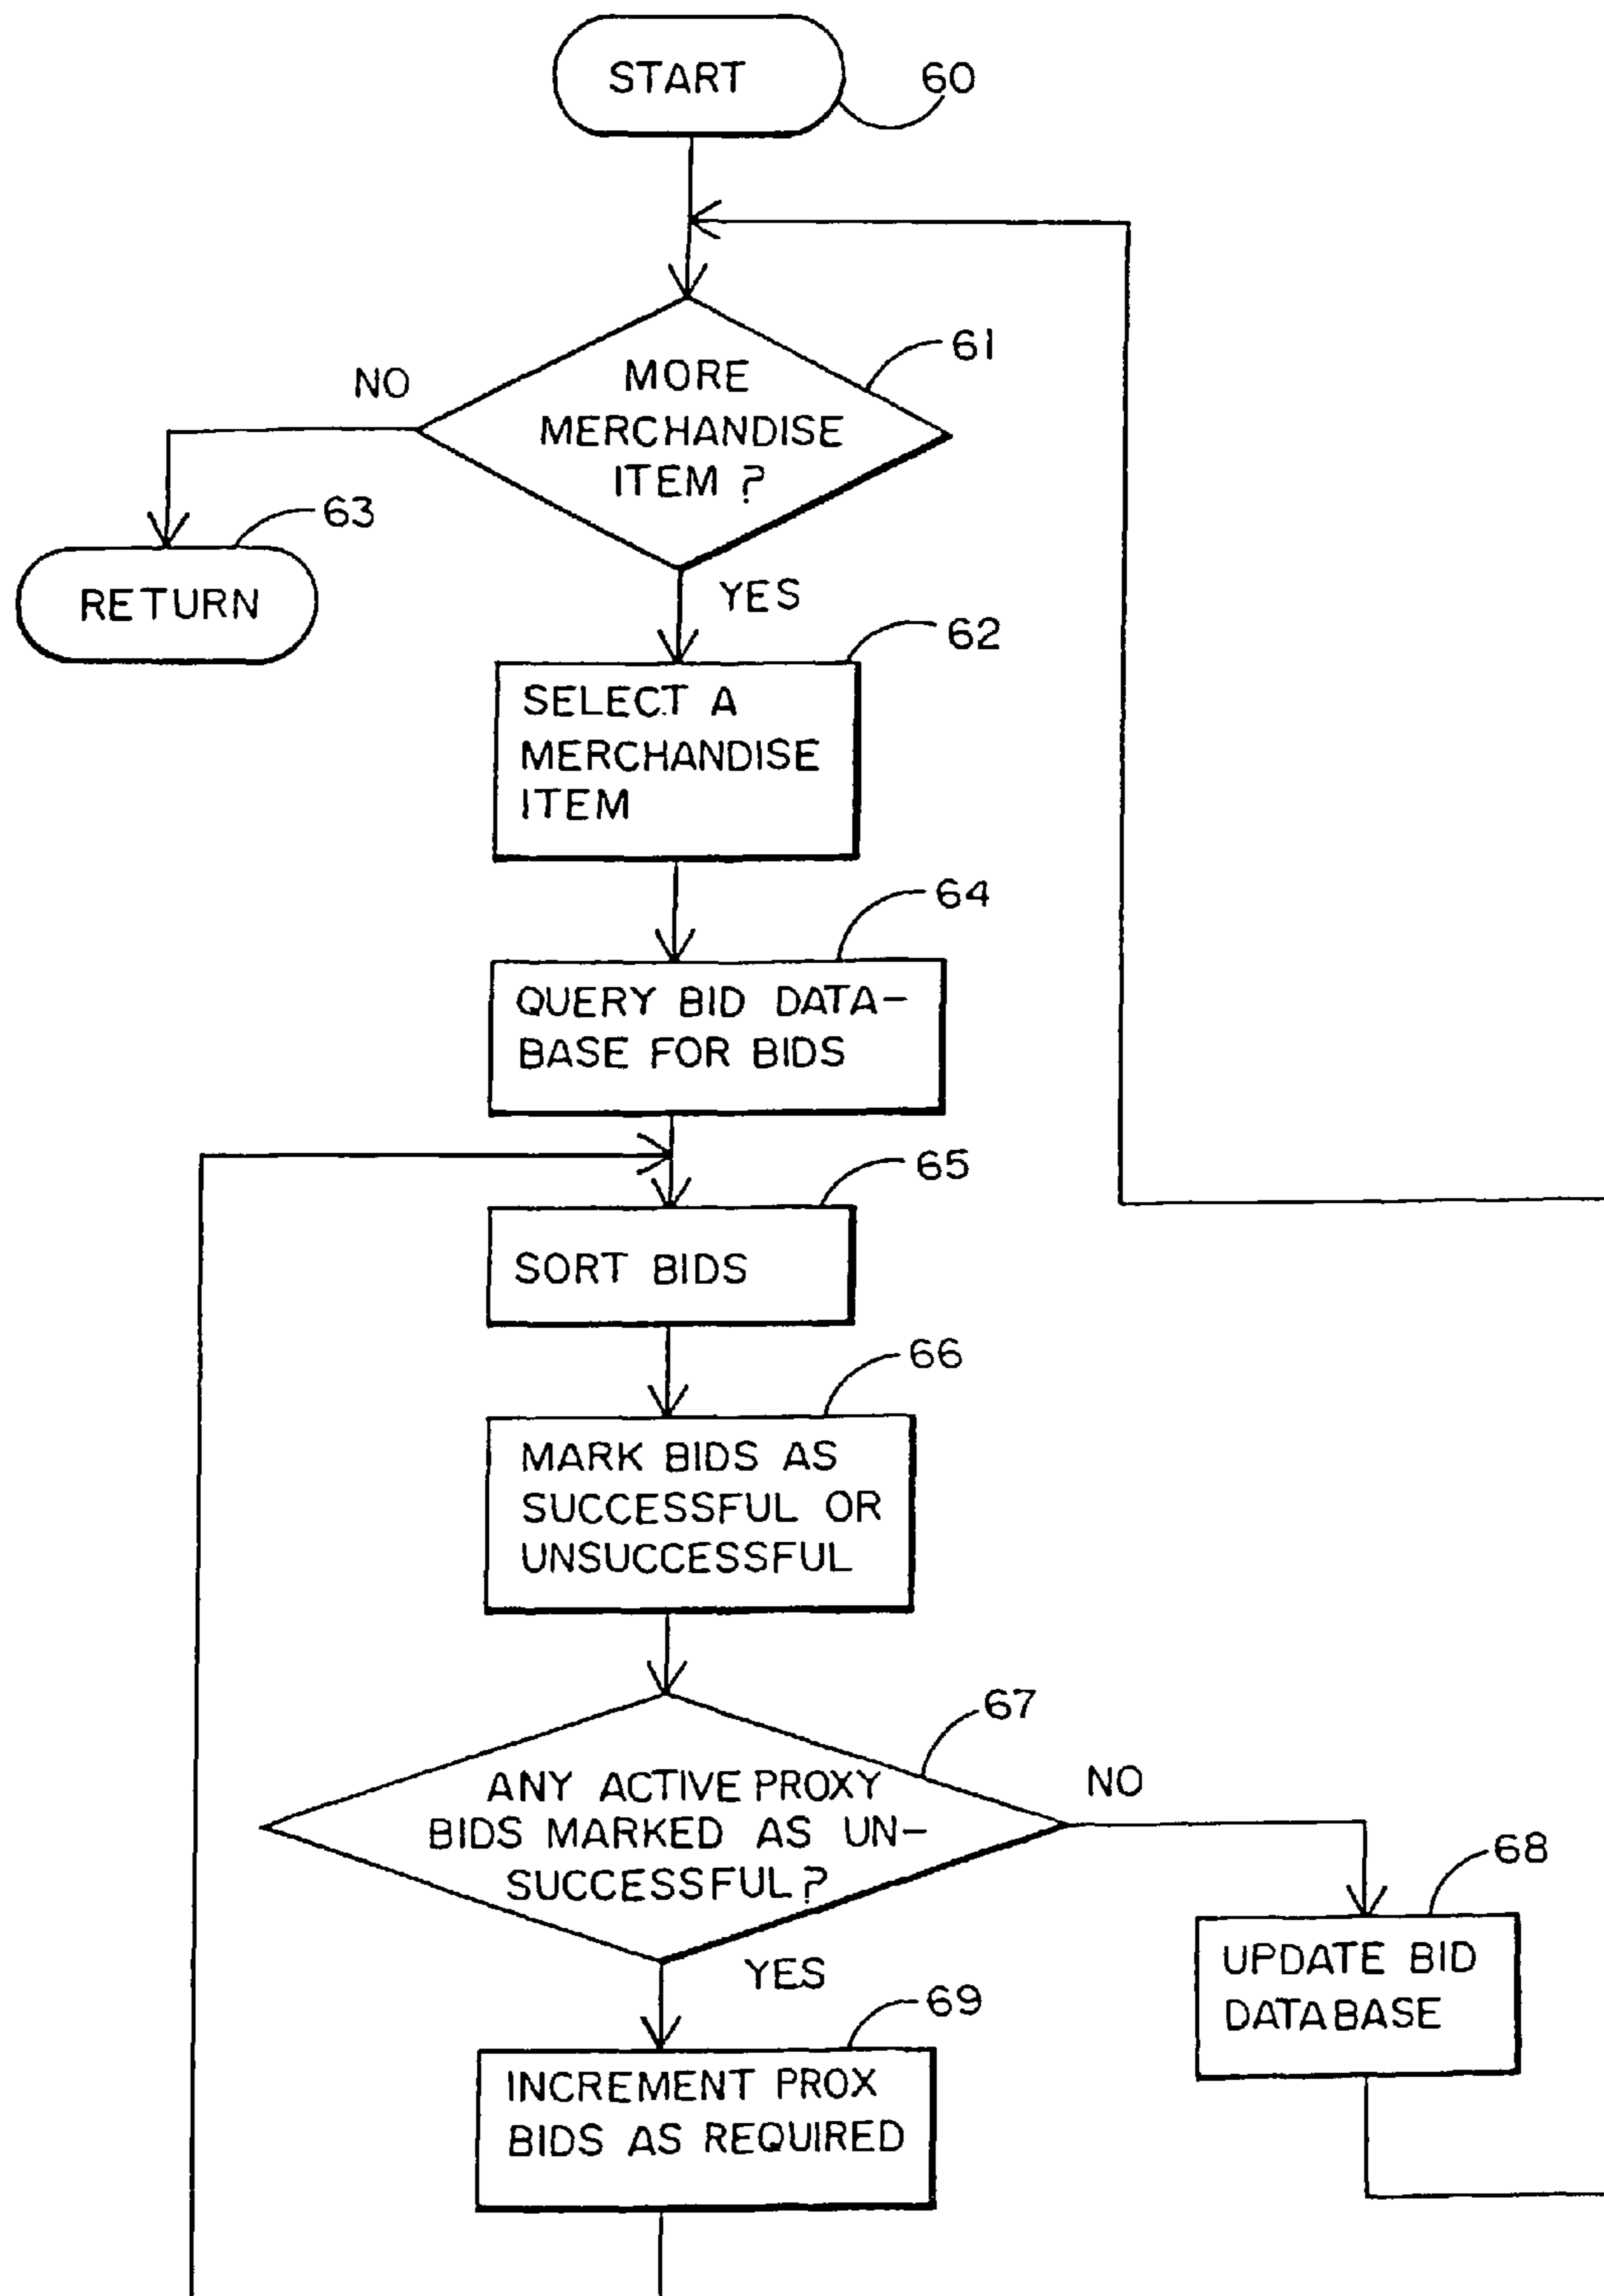 START
60
61
MORE
MERCHANDISE
ITEM ?
NO
63
RETURN
YES
62
SELECT A
MERCHANDISE
ITEM
64
QUERY BID DATA-
BASE FOR BIDS
65
SORT BIDS
66
MARK BIDS AS
SUCCESSFUL OR
UNSUCCESSFUL
67
ANY ACTIVE PROXY
BIDS MARKED AS UN-
SUCCESSFUL?
NO
68
UPDATE BID
DATABASE
YES
69
INCREMENT PROX
BIDS AS REQUIRED